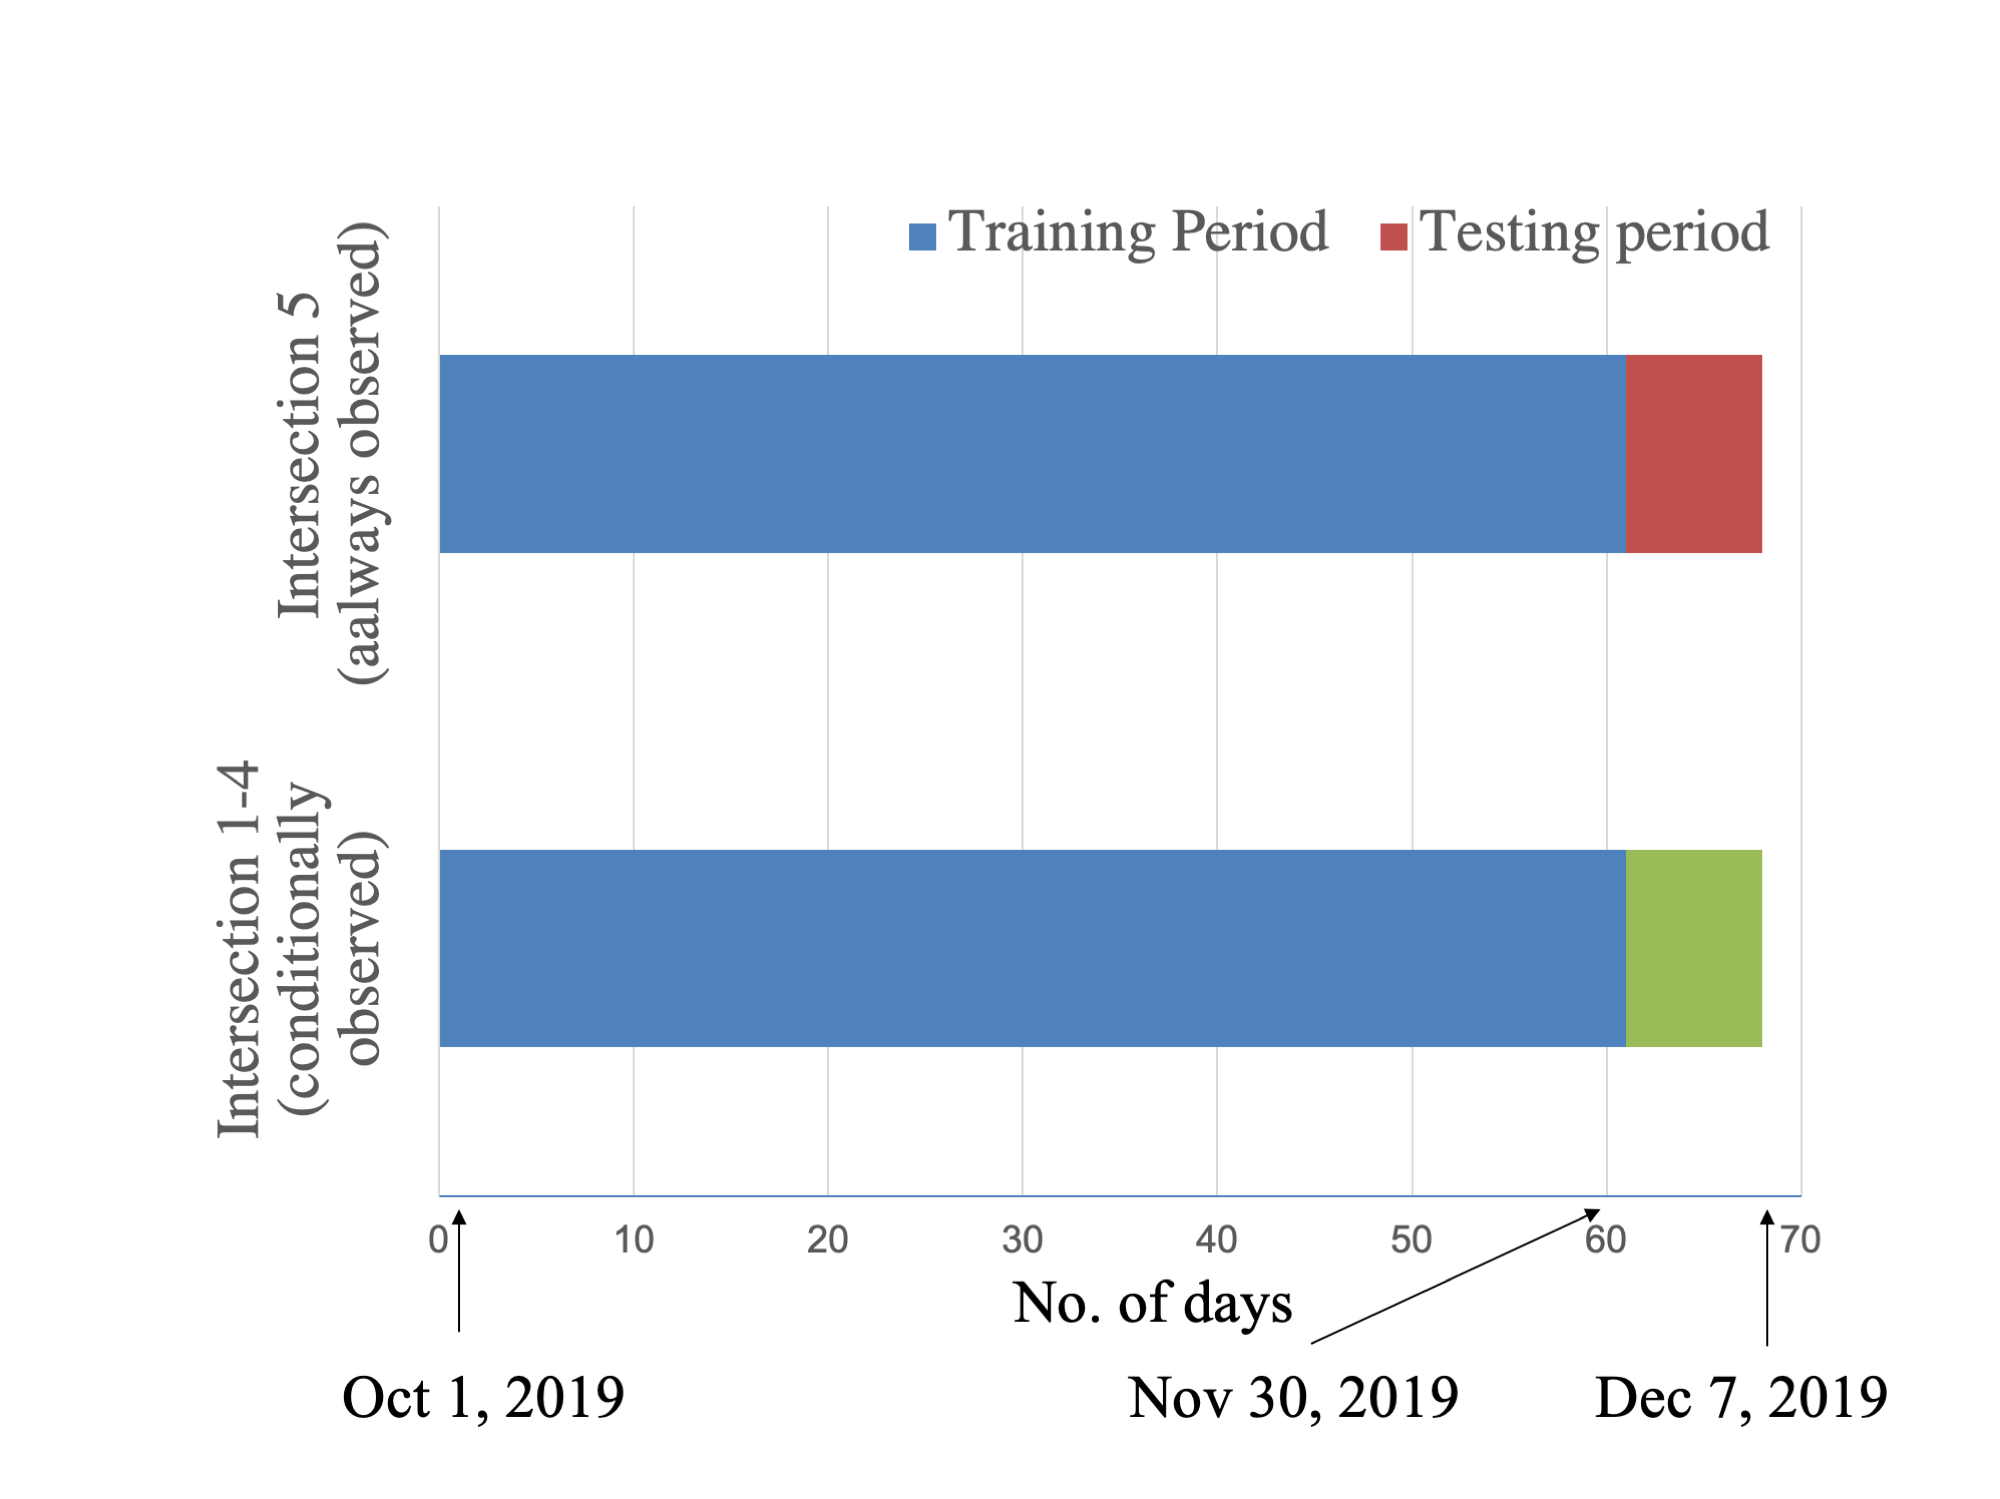 Training Period
Testing period
Intersection 5
(aalways observed)
Intersection 1-4
(conditionally
observed)
0 10 20 30 40 50 60 70
No. of days
Oct 1, 2019
Nov 30, 2019
Dec 7, 2019